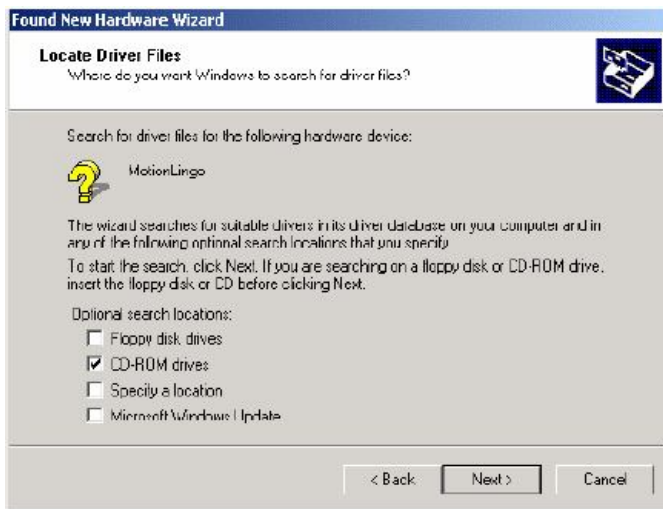 Found New Hardware Wizard
Locate Driver Files
Where do you want Windows to search for driver files?
Search for driver files for the following hardware device:
MotionLingo
The wizard searches for suitable drivers in its driver database on your computer and in
any of the following optional search locations that you specify.
To start the search, click Next. If you are searching on a floppy disk or CD-ROM drive,
insert the floppy disk or CD before clicking Next.
Optional search locations:
Floppy disk drives
CD-ROM drives
Specify a location
Microsoft Windows Update
< Back Next > Cancel